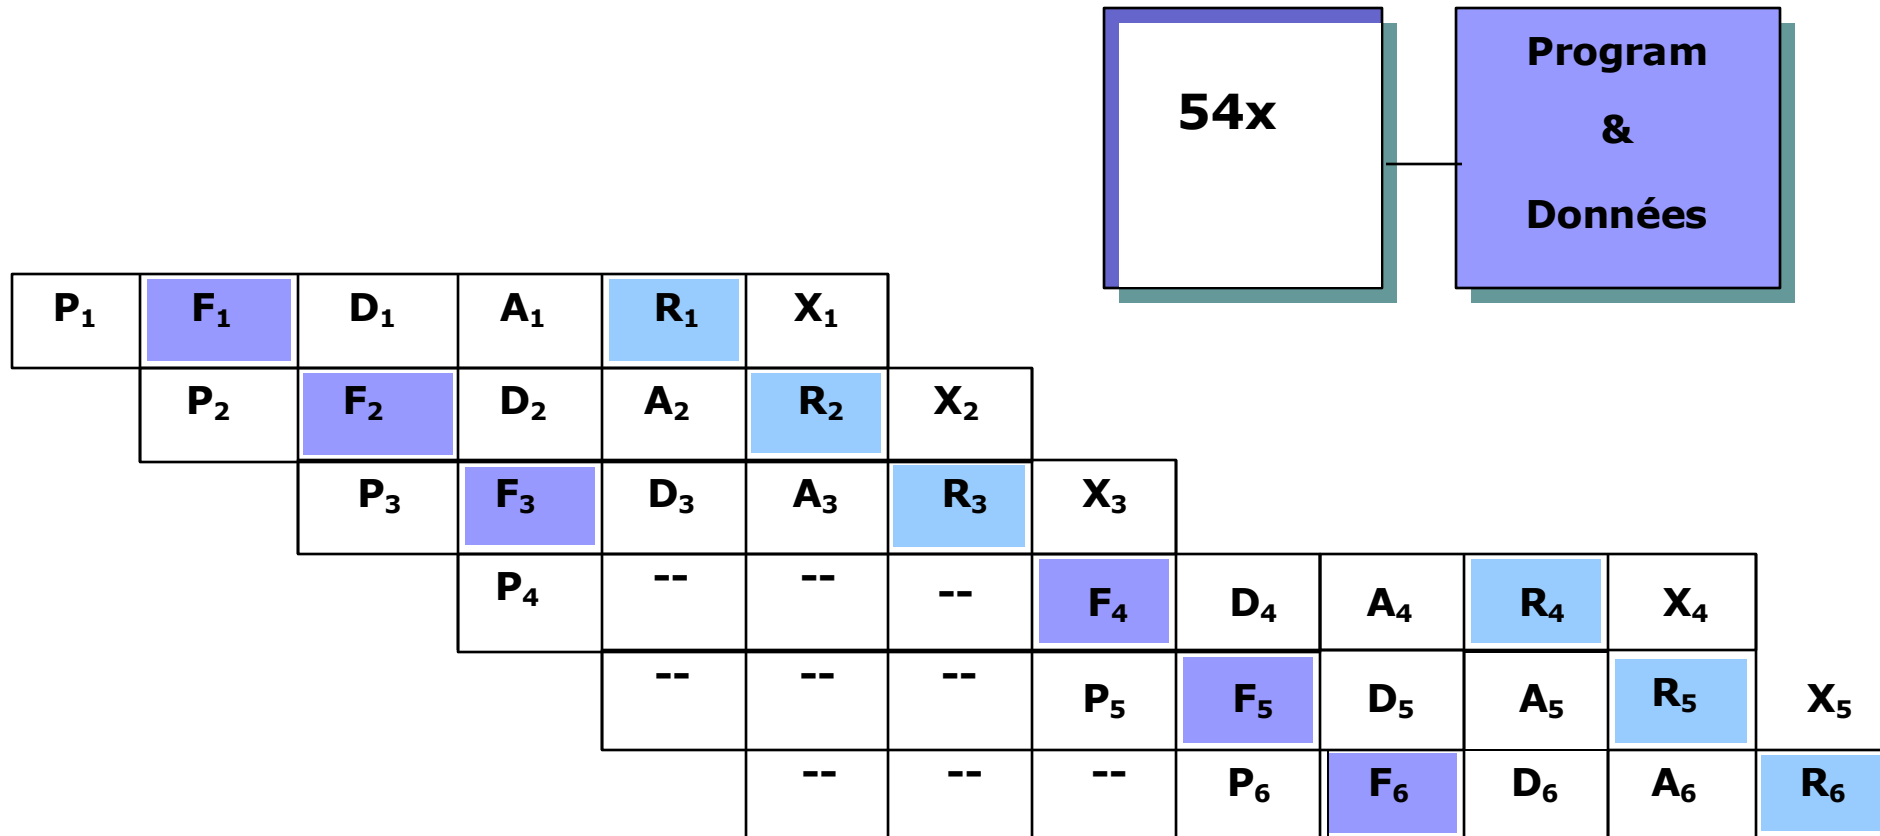 54x
Program
&
Données
P₁ F₁ D₁ A₁ R₁ X₁
P₂ F₂ D₂ A₂ R₂ X₂
P₃ F₃ D₃ A₃ R₃ X₃
P₄ -- -- -- F₄ D₄ A₄ R₄ X₄
-- -- -- P₅ F₅ D₅ A₅ R₅ X₅
-- -- -- P₆ F₆ D₆ A₆ R₆